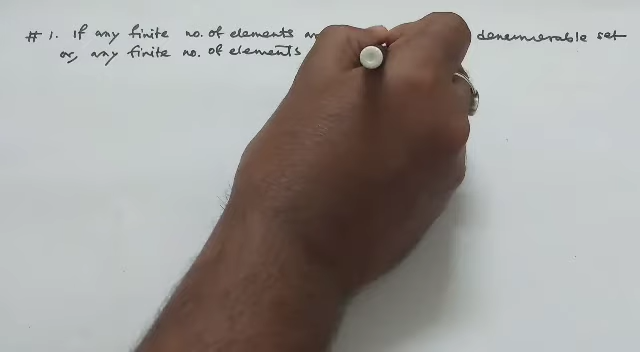 # 1. If any finite no. of elements denumerable set
or, any finite no. of elements